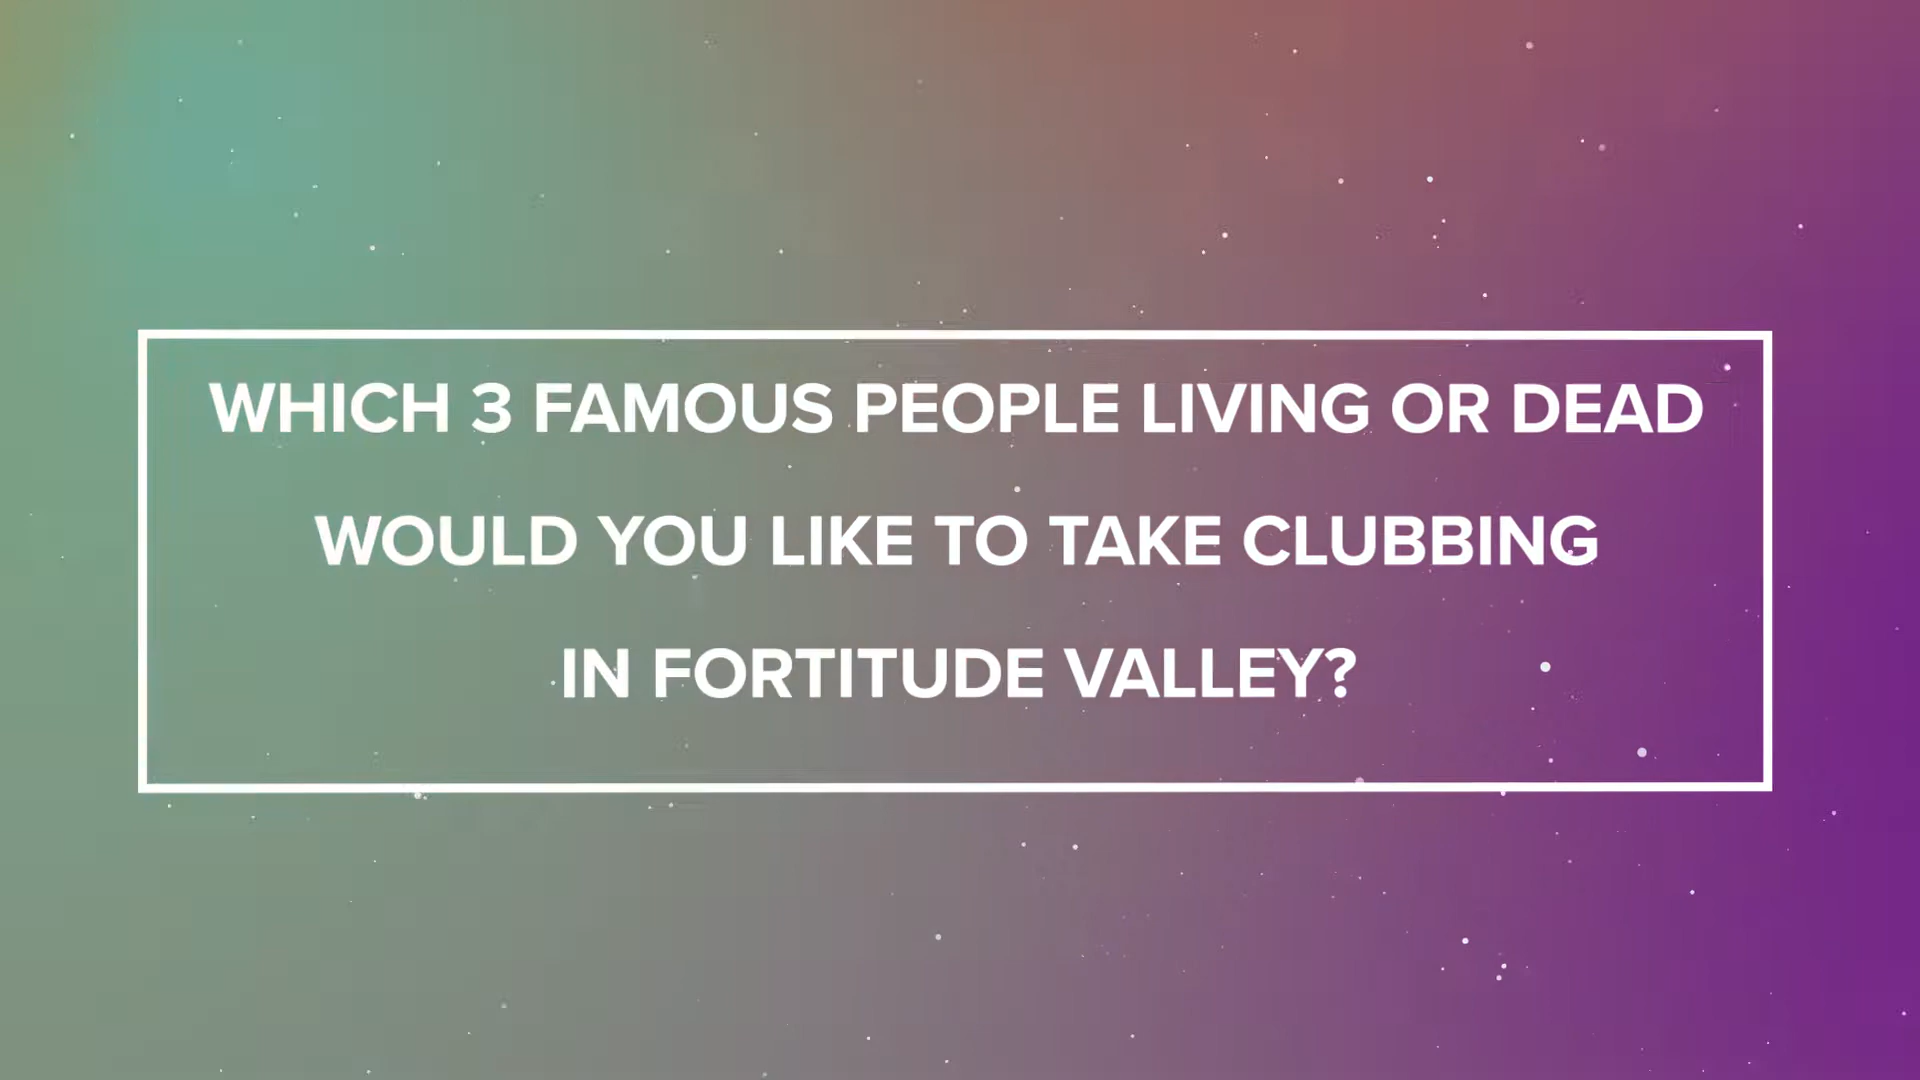 WHICH 3 FAMOUS PEOPLE LIVING OR DEAD
WOULD YOU LIKE TO TAKE CLUBBING
IN FORTITUDE VALLEY?